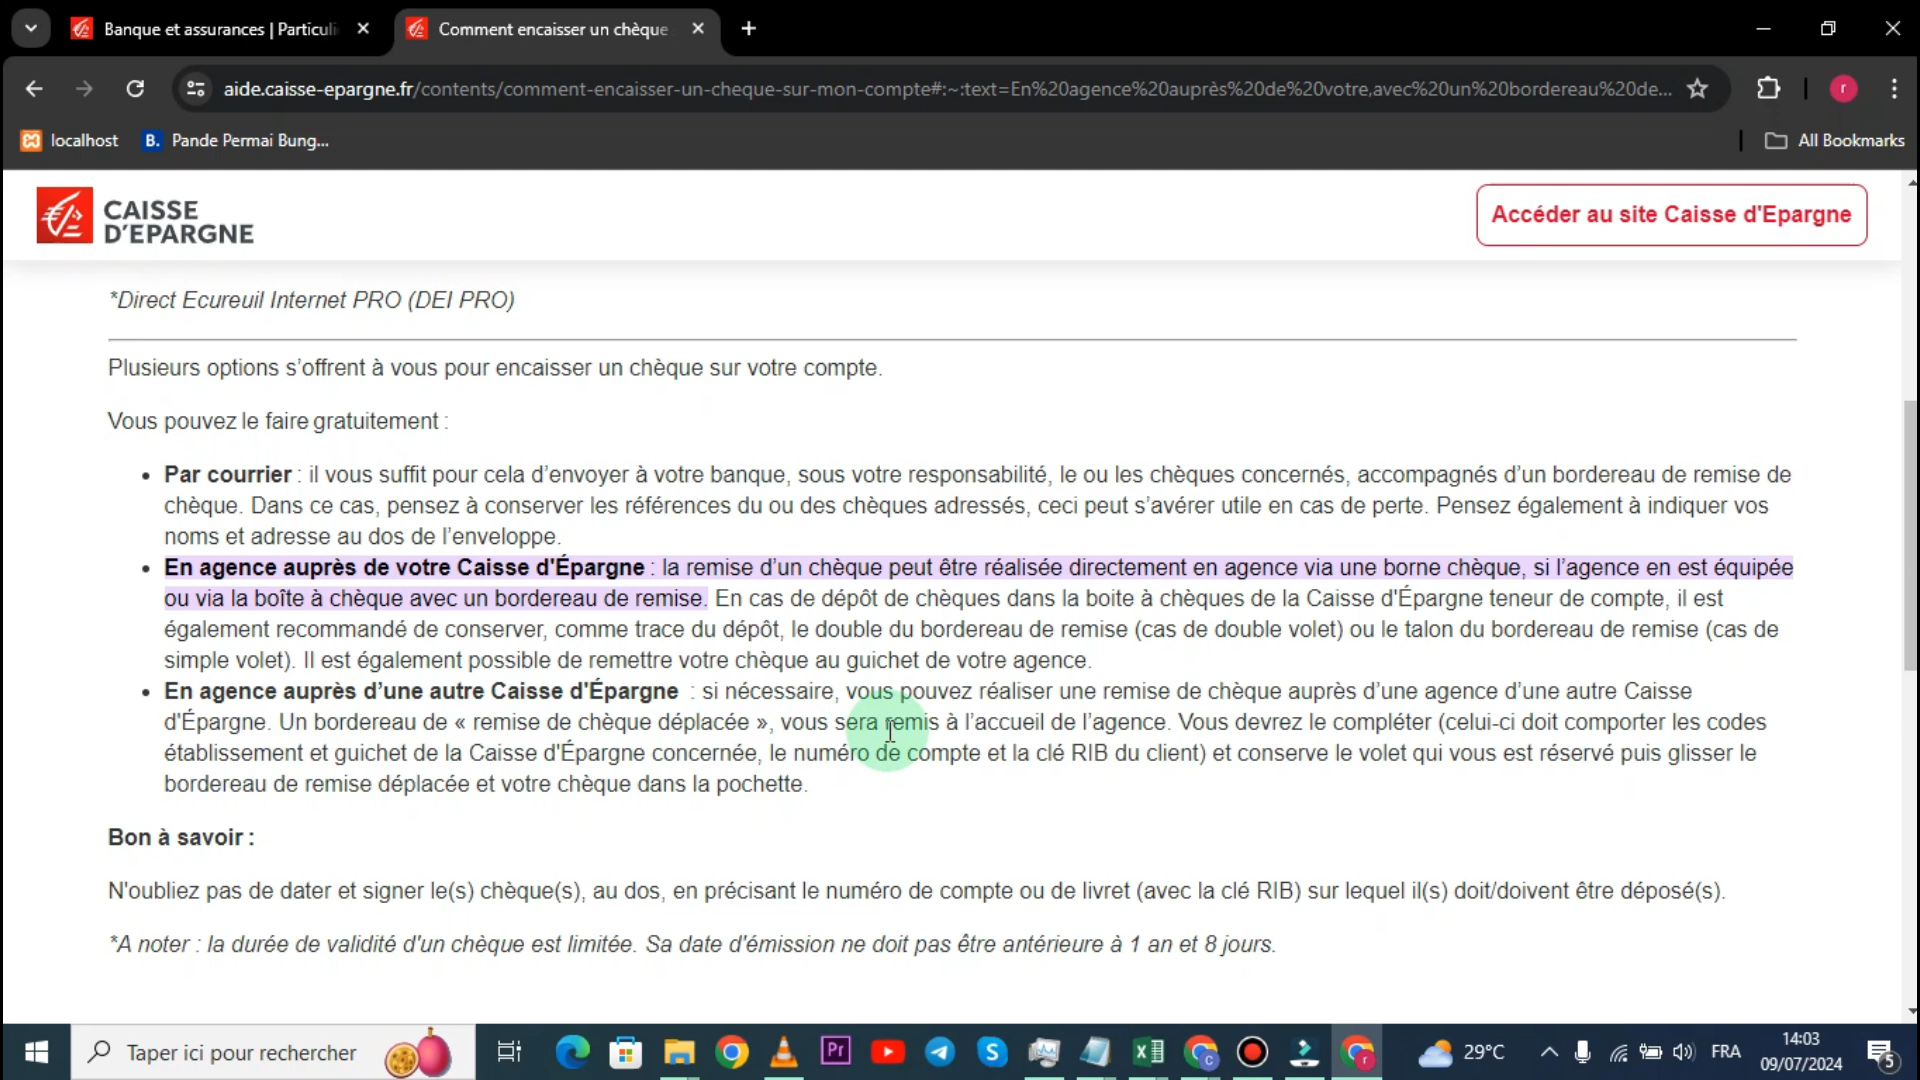 Banque et assurances | Particuli
Comment encaisser un chèque
aide.caisse-epargne.fr/contents/comment-encaisser-un-cheque-sur-mon-compte#:~:text=En%20agence%20auprès%20de%20votre,avec%20un%20bordereau%20de...
r
localhost
B. Pande Permai Bung...
All Bookmarks
CAISSE
D'EPARGNE
Accéder au site Caisse d'Epargne
*Direct Ecureuil Internet PRO (DEI PRO)
Plusieurs options s’offrent à vous pour encaisser un chèque sur votre compte.
Vous pouvez le faire gratuitement :
• Par courrier : il vous suffit pour cela d’envoyer à votre banque, sous votre responsabilité, le ou les chèques concernés, accompagnés d’un bordereau de remise de
chèque. Dans ce cas, pensez à conserver les références du ou des chèques adressés, ceci peut s’avérer utile en cas de perte. Pensez également à indiquer vos
noms et adresse au dos de l’enveloppe.
• En agence auprès de votre Caisse d'Épargne : la remise d’un chèque peut être réalisée directement en agence via une borne chèque, si l’agence en est équipée
ou via la boîte à chèque avec un bordereau de remise. En cas de dépôt de chèques dans la boite à chèques de la Caisse d'Épargne teneur de compte, il est
également recommandé de conserver, comme trace du dépôt, le double du bordereau de remise (cas de double volet) ou le talon du bordereau de remise (cas de
simple volet). Il est également possible de remettre votre chèque au guichet de votre agence.
• En agence auprès d’une autre Caisse d'Épargne : si nécessaire, vous pouvez réaliser une remise de chèque auprès d’une agence d’une autre Caisse
d'Épargne. Un bordereau de « remise de chèque déplacée », vous sera remis à l’accueil de l’agence. Vous devrez le compléter (celui-ci doit comporter les codes
établissement et guichet de la Caisse d'Épargne concernée, le numéro de compte et la clé RIB du client) et conserve le volet qui vous est réservé puis glisser le
bordereau de remise déplacée et votre chèque dans la pochette.
Bon à savoir :
N'oubliez pas de dater et signer le(s) chèque(s), au dos, en précisant le numéro de compte ou de livret (avec la clé RIB) sur lequel il(s) doit/doivent être déposé(s).
*A noter : la durée de validité d'un chèque est limitée. Sa date d'émission ne doit pas être antérieure à 1 an et 8 jours.
Taper ici pour rechercher
Pr
29°C
FRA
14:03
09/07/2024
5